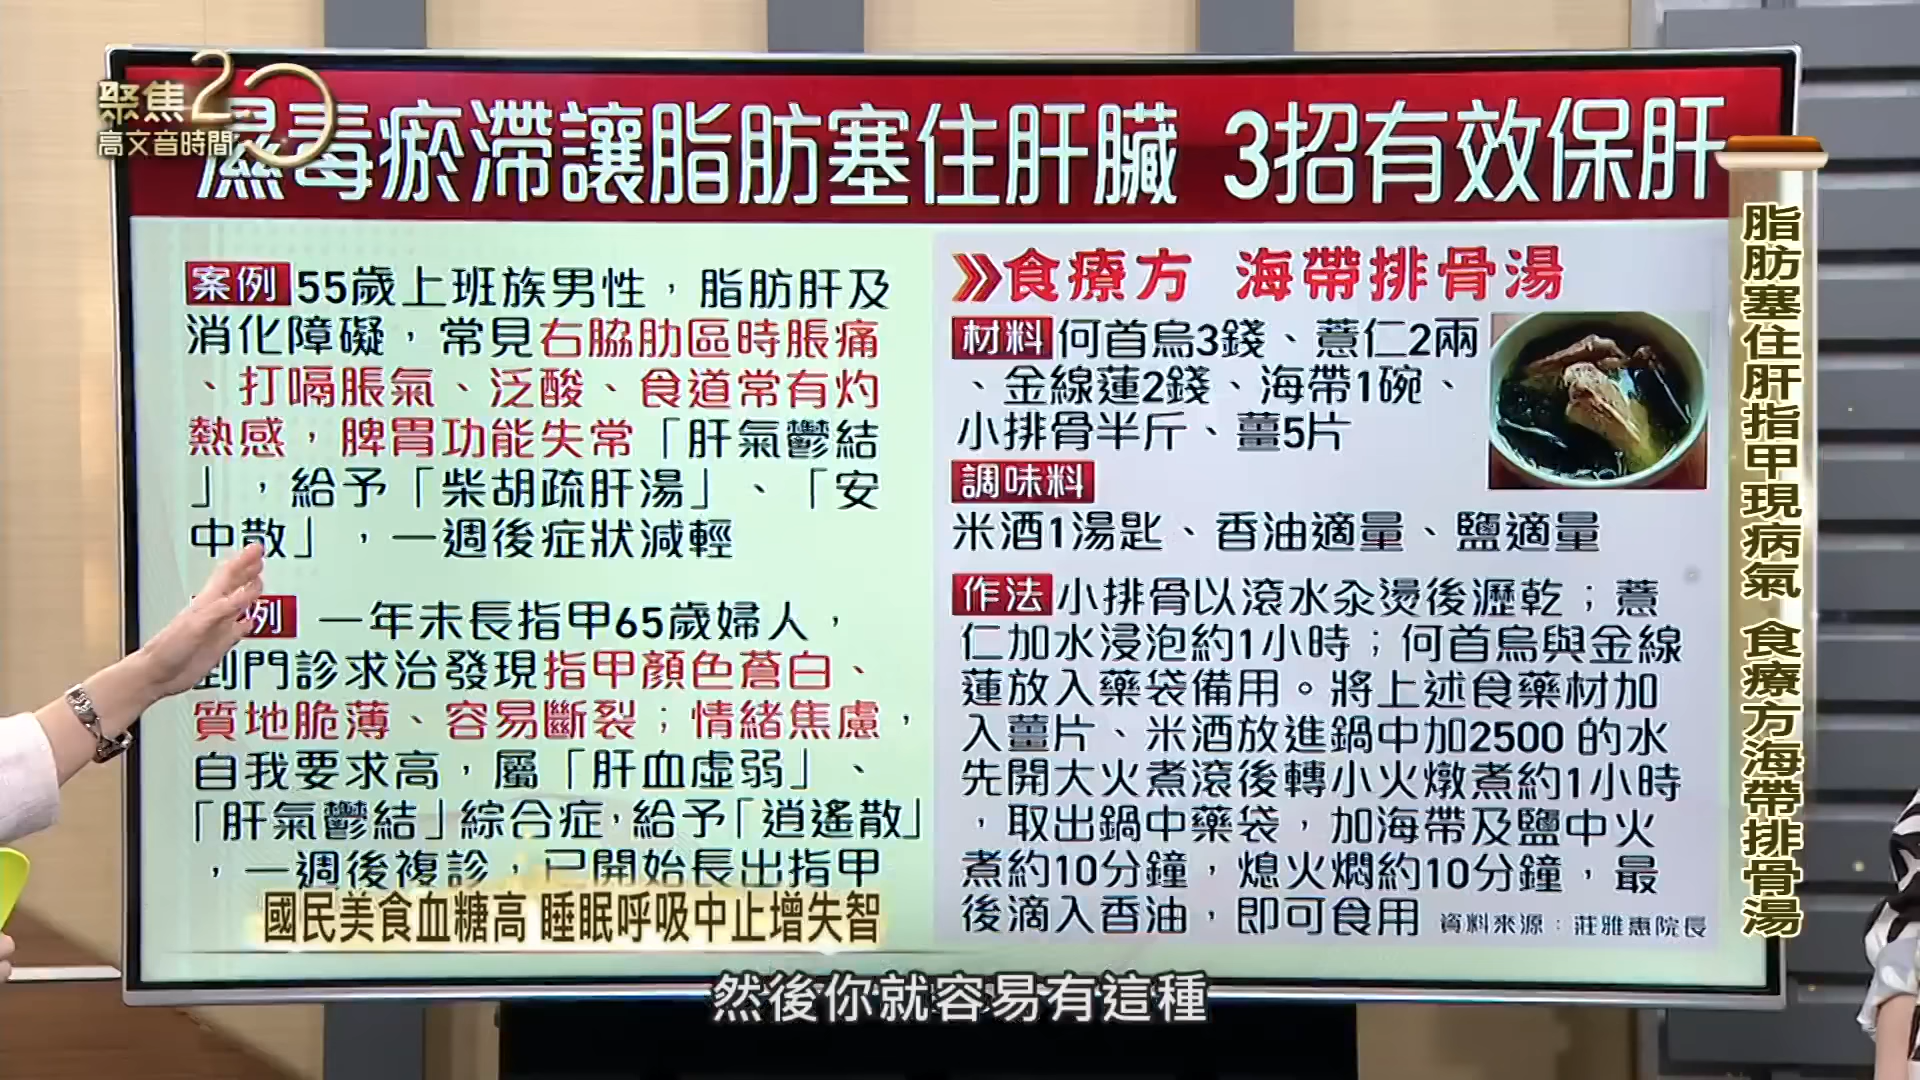 聚焦2.0
高文音時間
濕毒瘀滯讓脂肪塞住肝臟 3招有效保肝
案例 55歲上班族男性，脂肪肝及
消化障礙，常見右脇肋區時脹痛
、打嗝脹氣、泛酸、食道常有灼
熱感，脾胃功能失常「肝氣鬱結
」，給予「柴胡疏肝湯」、「安
中散」，一週後症狀減輕
例 一年未長指甲65歲婦人，
到門診求治發現指甲顏色蒼白、
質地脆薄、容易斷裂；情緒焦慮，
自我要求高，屬「肝血虛弱」、
「肝氣鬱結」綜合症，給予「逍遙散」
，一週後複診，已開始長出指甲
食療方 海帶排骨湯
材料 何首烏3錢、薏仁2兩
、金線蓮2錢、海帶1碗、
小排骨半斤、薑5片
調味料
米酒1湯匙、香油適量、鹽適量
作法 小排骨以滾水汆燙後瀝乾；薏
仁加水浸泡約1小時；何首烏與金線
蓮放入藥袋備用。將上述食藥材加
入薑片、米酒放進鍋中加2500的水
先開大火煮滾後轉小火燉煮約1小時
，取出鍋中藥袋，加海帶及鹽中火
煮約10分鐘，熄火燜約10分鐘，最
後滴入香油，即可食用 資料來源：莊雅惠院長
脂肪塞住肝指甲現病氣 食療方海帶排骨湯
國民美食血糖高 睡眠呼吸中止增失智
然後你就容易有這種